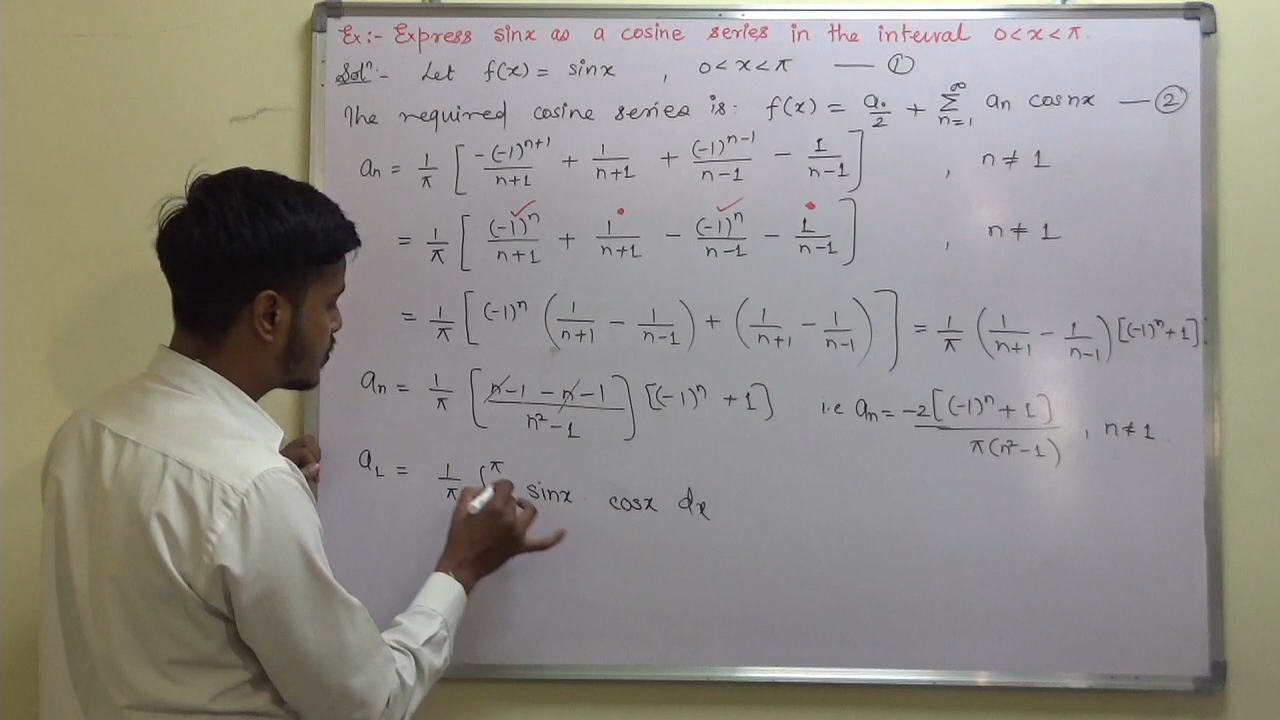 Ex:- Express sinx as a cosine series in the interval 0<x<π.
Solⁿ:- Let f(x) = sinx , 0<x<π — ①
The required cosine series is: f(x) = a₀/2 + ∑_{n=1}^{∞} aₙ cosnx — ②
aₙ = 1/π [ -(-1)ⁿ⁺¹/(n+1) + 1/(n+1) + (-1)ⁿ⁻¹/(n-1) - 1/(n-1) ] , n≠1
= 1/π [ (-1)ⁿ/(n+1) + 1/(n+1) - (-1)ⁿ/(n-1) - 1/(n-1) ] , n≠1
= 1/π [ (-1)ⁿ (1/(n+1) - 1/(n-1)) + (1/(n+1) - 1/(n-1)) ] = 1/π (1/(n+1) - 1/(n-1)) [(-1)ⁿ+1]
aₙ = 1/π [ (n-1-n-1)/(n²-1) ] [(-1)ⁿ + 1] i.e aₙ = -2[(-1)ⁿ+1]/π(n²-1) , n≠1
a₁ = 1/π ∫^π sinx cosx dx